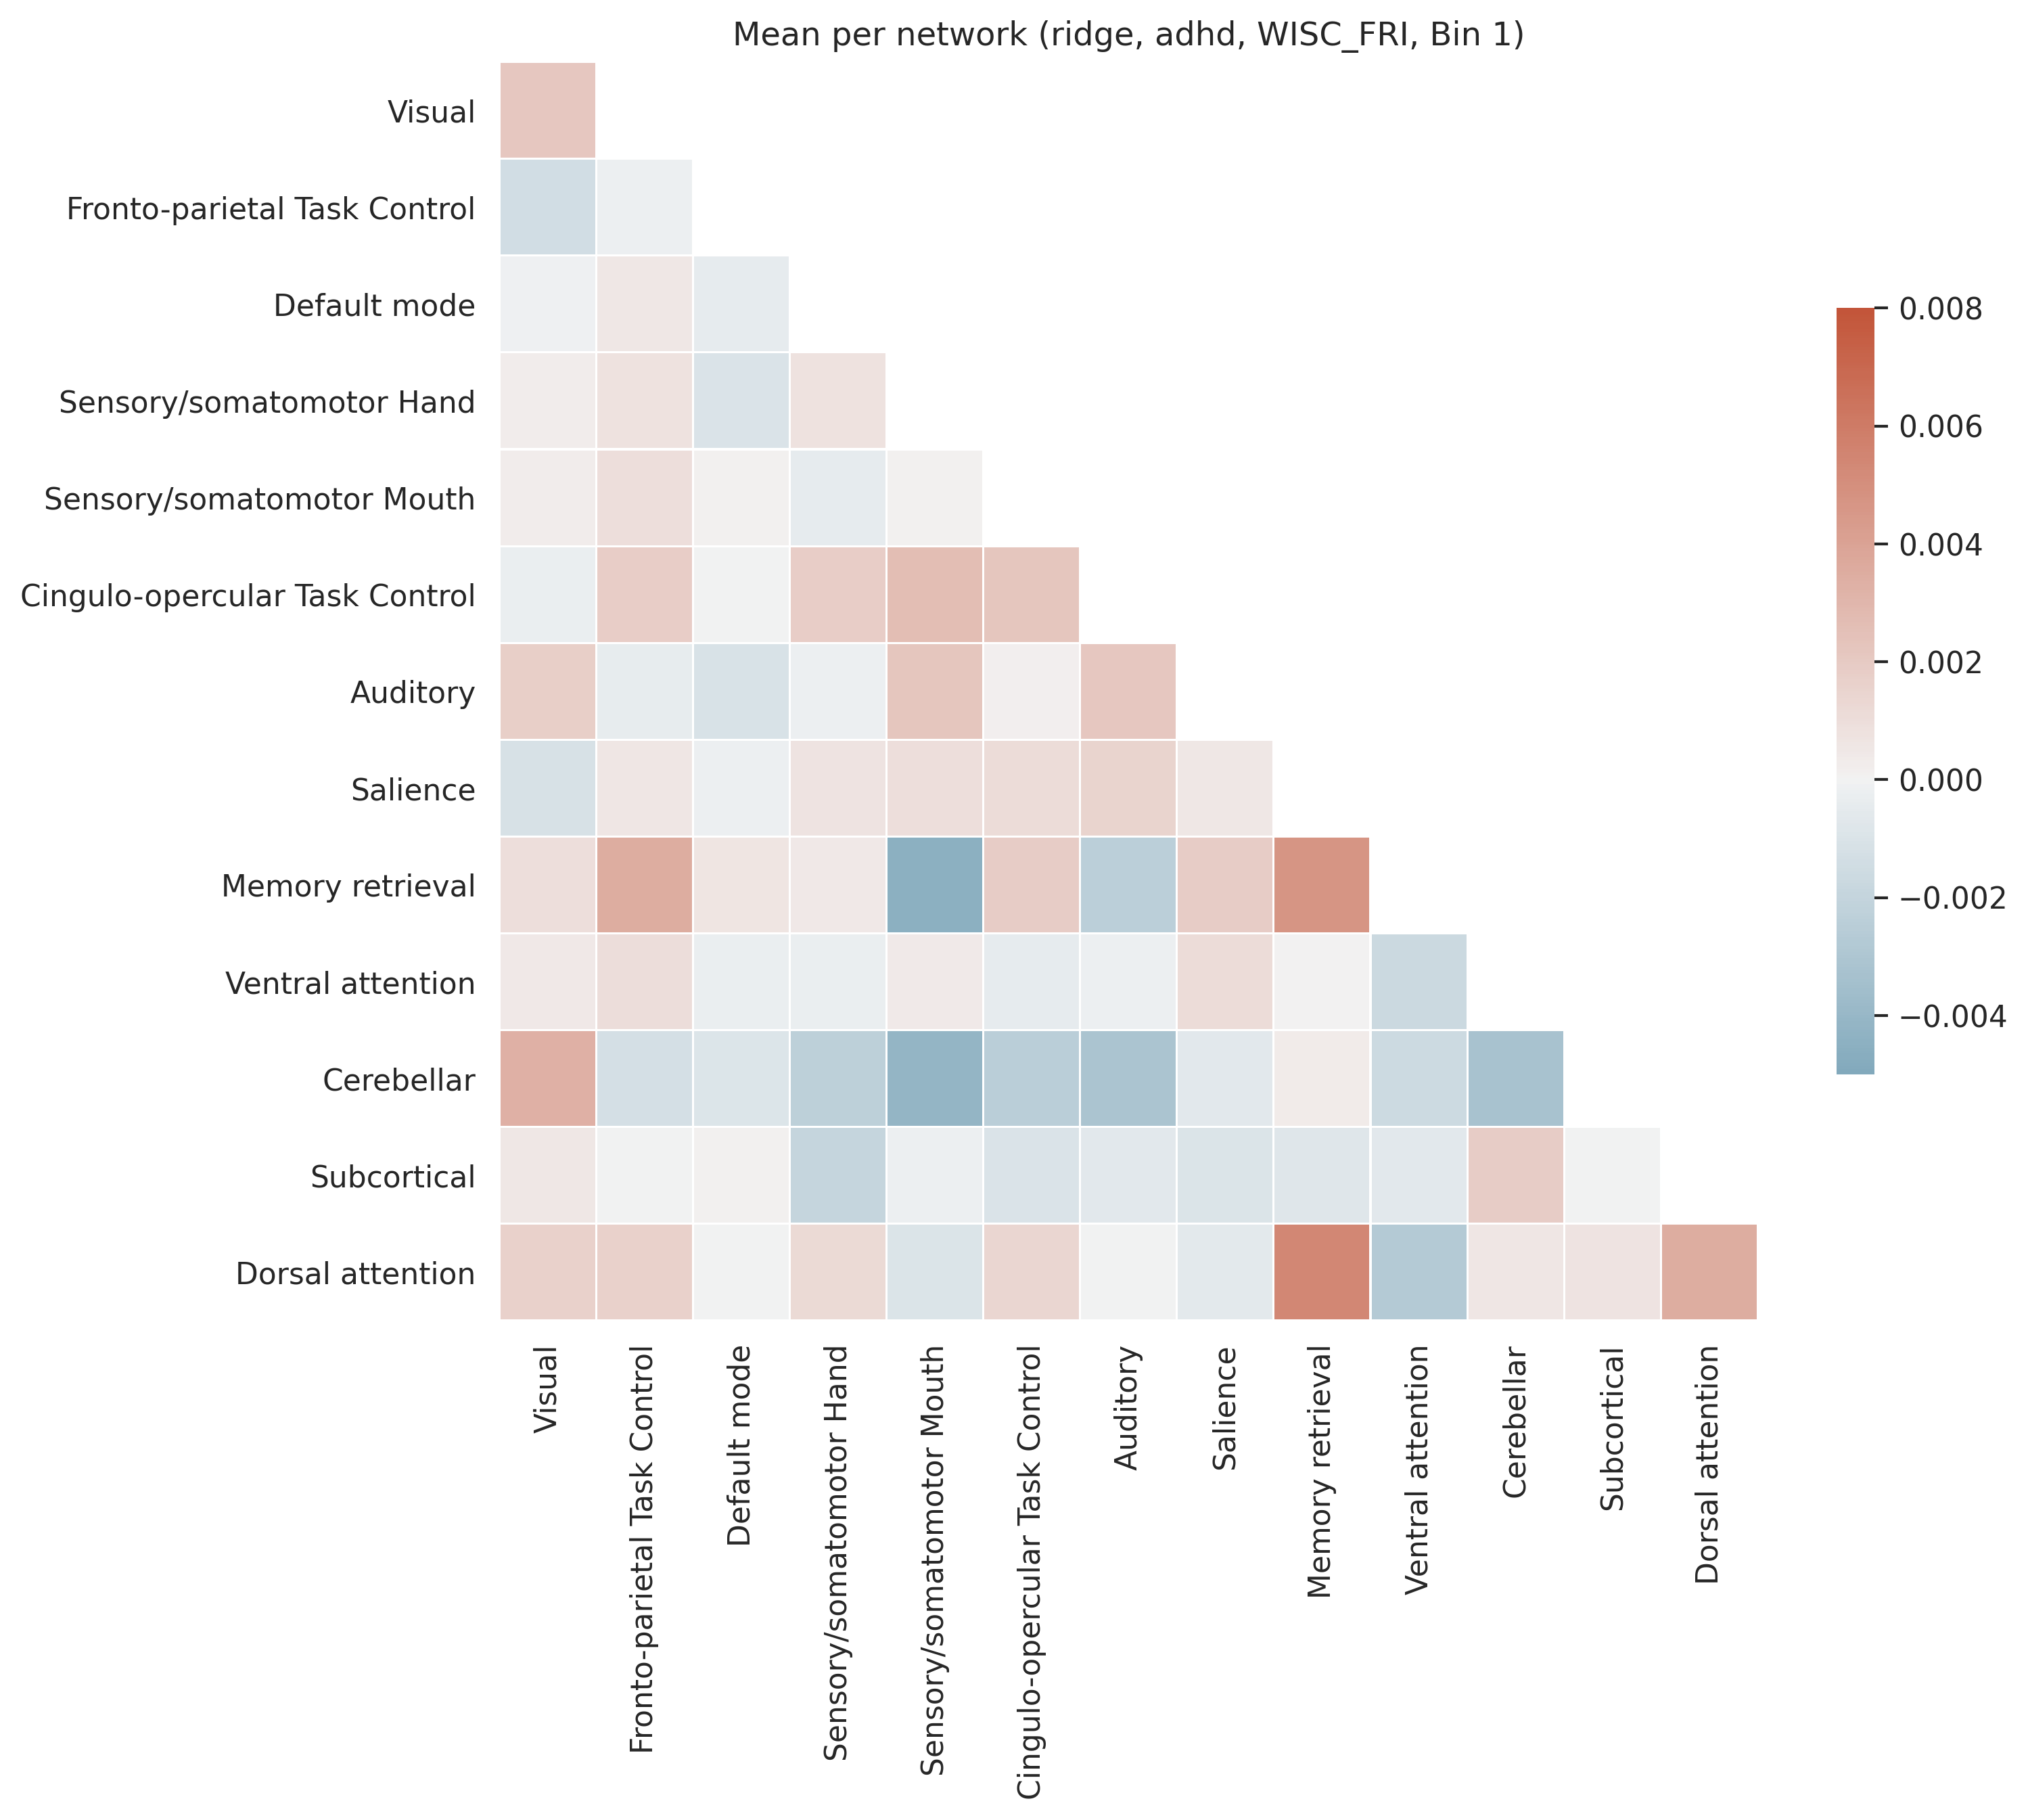 Mean per network (ridge, adhd, WISC_FRI, Bin 1)
Visual
Fronto-parietal Task Control
Default mode
Sensory/somatomotor Hand
Sensory/somatomotor Mouth
Cingulo-opercular Task Control
Auditory
Salience
Memory retrieval
Ventral attention
Cerebellar
Subcortical
Dorsal attention
Visual
Fronto-parietal Task Control
Default mode
Sensory/somatomotor Hand
Sensory/somatomotor Mouth
Cingulo-opercular Task Control
Auditory
Salience
Memory retrieval
Ventral attention
Cerebellar
Subcortical
Dorsal attention
0.008
0.006
0.004
0.002
0.000
−0.002
−0.004